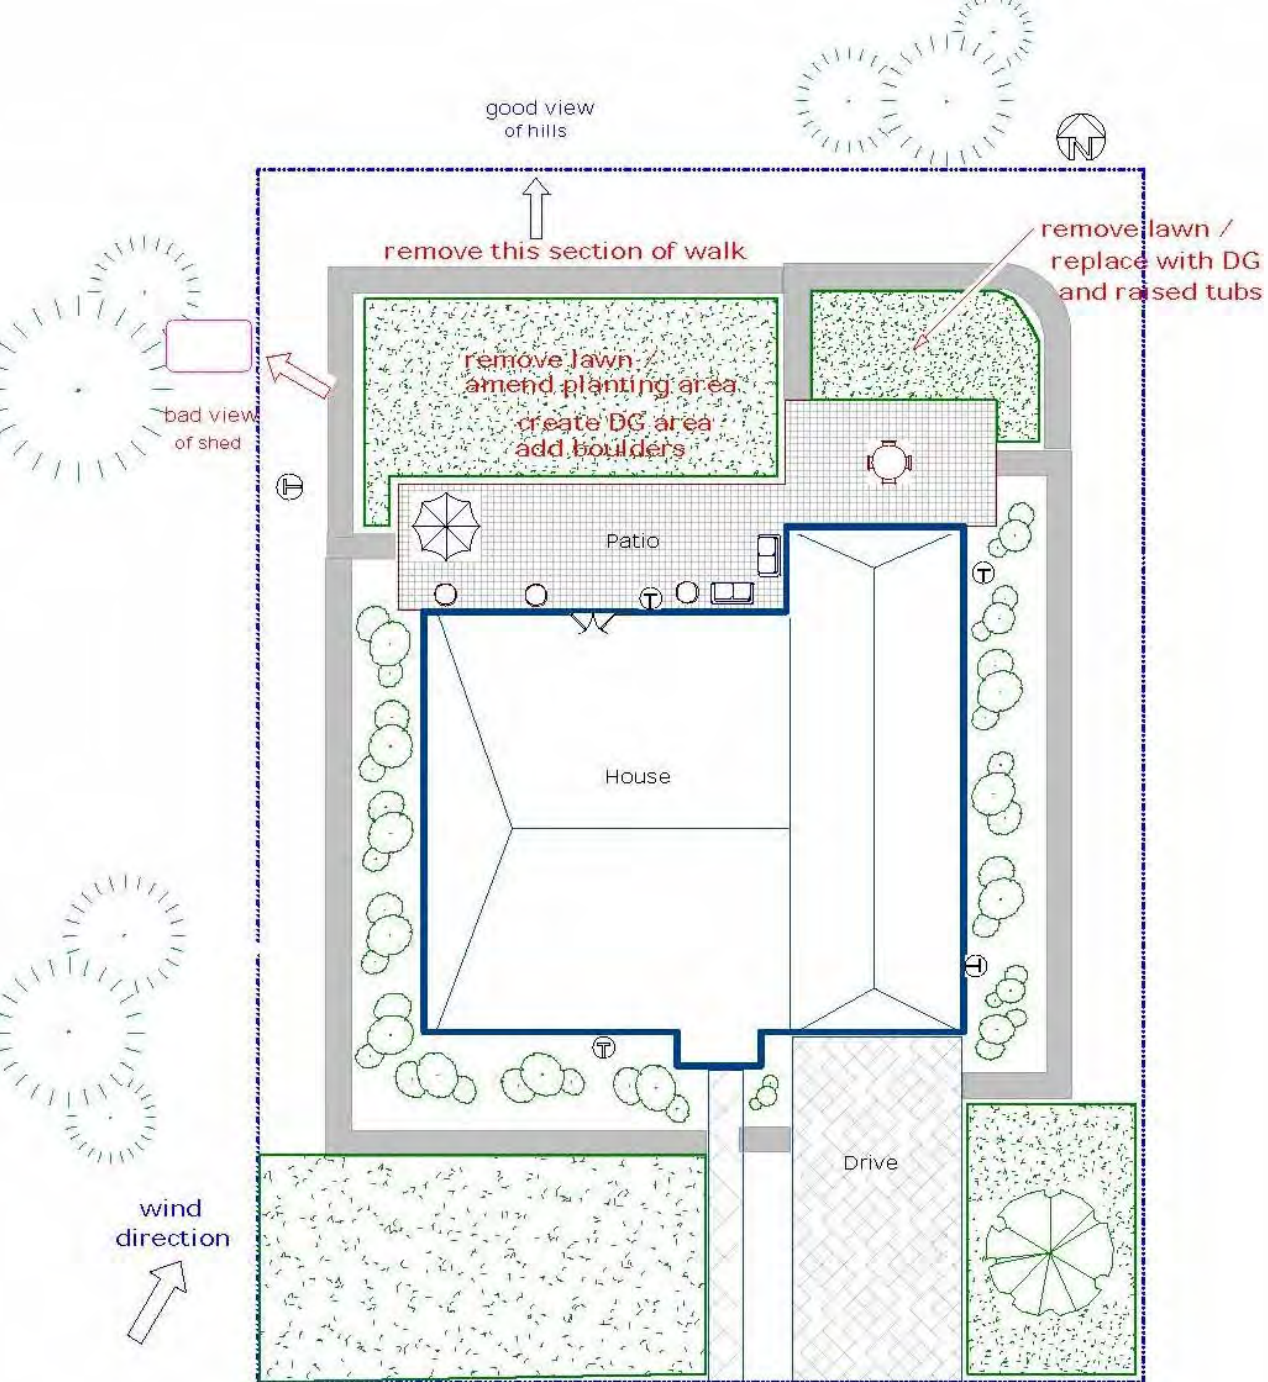 good view
of hills
N
remove this section of walk
remove lawn /
replace with DG
and raised tubs
remove lawn /
amend planting area
create DG area
add boulders
bad view
of shed
T
Patio
T
T
House
T
T
Drive
wind
direction